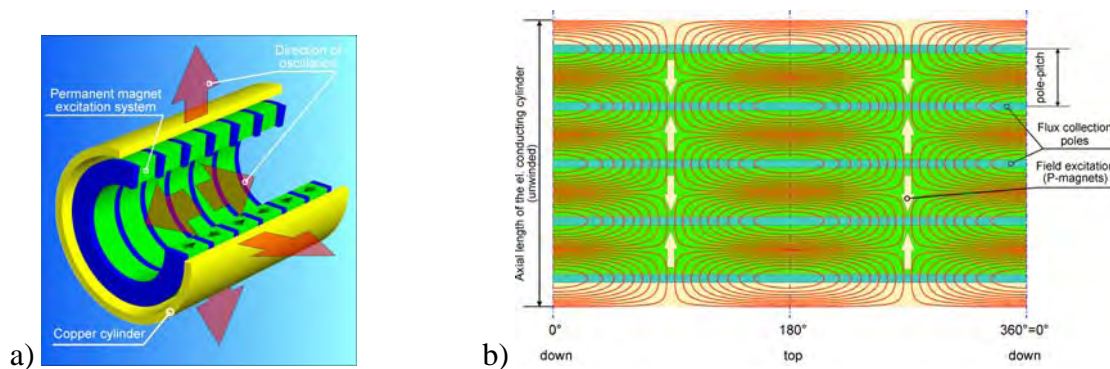 a)
Direction of
oscillation
Permanent magnet
excitation system
Copper cylinder
b)
Axial length of the el. conducting cylinder
(unwinded)
pole-pitch
Flux collection
poles
Field excitation
(P-magnets)
0°
180°
360°=0°
down
top
down